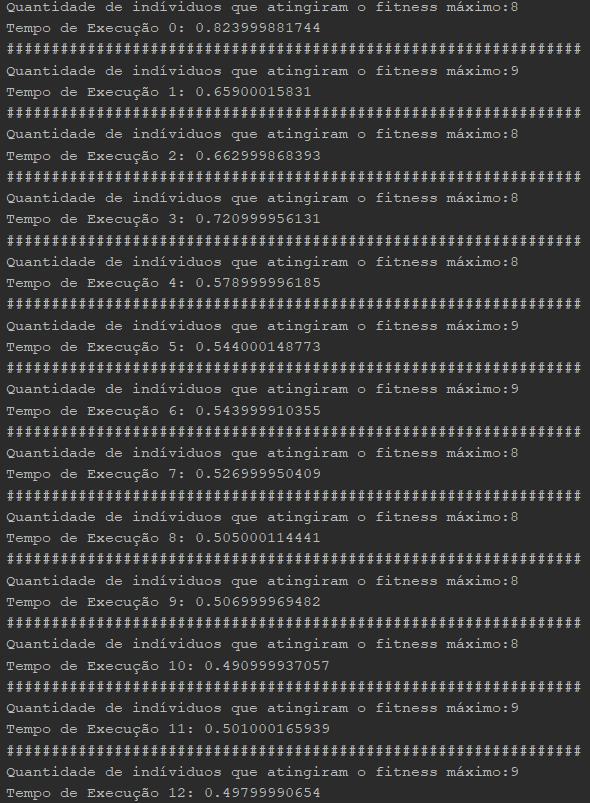 Quantidade de indíviduos que atingiram o fitness máximo:8
Tempo de Execução 0: 0.823999881744
################################################################
Quantidade de indíviduos que atingiram o fitness máximo:9
Tempo de Execução 1: 0.65900015831
################################################################
Quantidade de indíviduos que atingiram o fitness máximo:8
Tempo de Execução 2: 0.662999868393
################################################################
Quantidade de indíviduos que atingiram o fitness máximo:8
Tempo de Execução 3: 0.720999956131
################################################################
Quantidade de indíviduos que atingiram o fitness máximo:8
Tempo de Execução 4: 0.578999996185
################################################################
Quantidade de indíviduos que atingiram o fitness máximo:9
Tempo de Execução 5: 0.544000148773
################################################################
Quantidade de indíviduos que atingiram o fitness máximo:9
Tempo de Execução 6: 0.543999910355
################################################################
Quantidade de indíviduos que atingiram o fitness máximo:8
Tempo de Execução 7: 0.526999950409
################################################################
Quantidade de indíviduos que atingiram o fitness máximo:8
Tempo de Execução 8: 0.505000114441
################################################################
Quantidade de indíviduos que atingiram o fitness máximo:8
Tempo de Execução 9: 0.506999969482
################################################################
Quantidade de indíviduos que atingiram o fitness máximo:8
Tempo de Execução 10: 0.490999937057
################################################################
Quantidade de indíviduos que atingiram o fitness máximo:9
Tempo de Execução 11: 0.501000165939
################################################################
Quantidade de indíviduos que atingiram o fitness máximo:9
Tempo de Execução 12: 0.49799990654